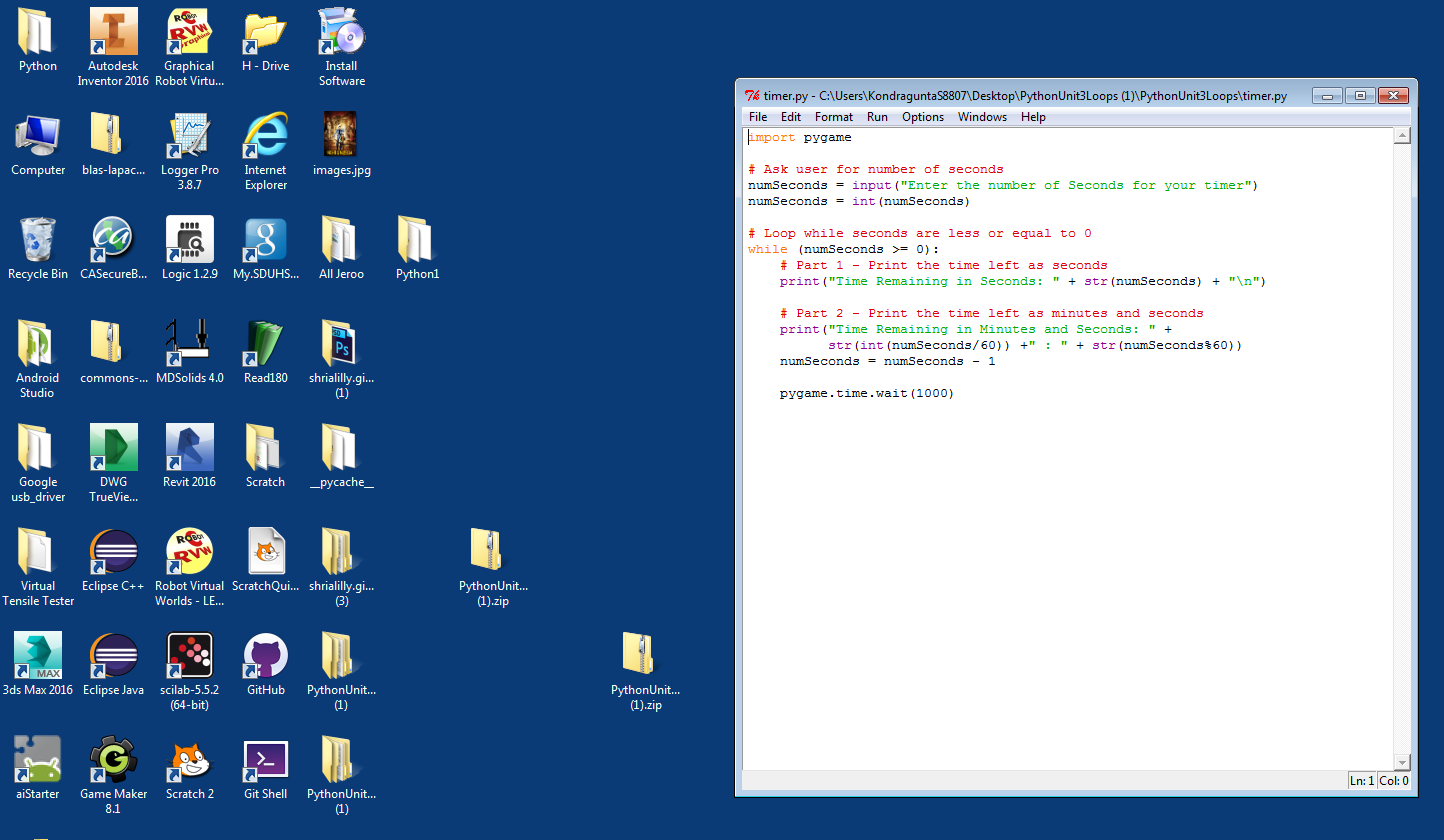 Python
Autodesk
Inventor 2016
Graphical
Robot Virtu...
H - Drive
Install
Software
Computer
blas-lapac...
Logger Pro
3.8.7
Internet
Explorer
images.jpg
Recycle Bin
CASecureB...
Logic 1.2.9
My.SDUHS...
All Jeroo
Python1
Android
Studio
commons-...
MDSolids 4.0
Read180
shrialilly.gi...
(1)
Google
usb_driver
DWG
TrueVie...
Revit 2016
Scratch
__pycache__
Virtual
Tensile Tester
Eclipse C++
Robot Virtual
Worlds - LE...
ScratchQui...
shrialilly.gi...
(3)
PythonUnit...
(1).zip
3ds Max 2016
Eclipse Java
scilab-5.5.2
(64-bit)
GitHub
PythonUnit...
(1)
PythonUnit...
(1).zip
aiStarter
Game Maker
8.1
Scratch 2
Git Shell
PythonUnit...
(1)
timer.py - C:\Users\KondraguntaS8807\Desktop\PythonUnit3Loops (1)\PythonUnit3Loops\timer.py
File Edit Format Run Options Windows Help
import pygame
# Ask user for number of seconds
numSeconds = input("Enter the number of Seconds for your timer")
numSeconds = int(numSeconds)
# Loop while seconds are less or equal to 0
while (numSeconds >= 0):
    # Part 1 - Print the time left as seconds
    print("Time Remaining in Seconds: " + str(numSeconds) + "\n")
    # Part 2 - Print the time left as minutes and seconds
    print("Time Remaining in Minutes and Seconds: " +
          str(int(numSeconds/60)) +" : " + str(numSeconds%60))
    numSeconds = numSeconds - 1
    pygame.time.wait(1000)
Ln: 1 Col: 0